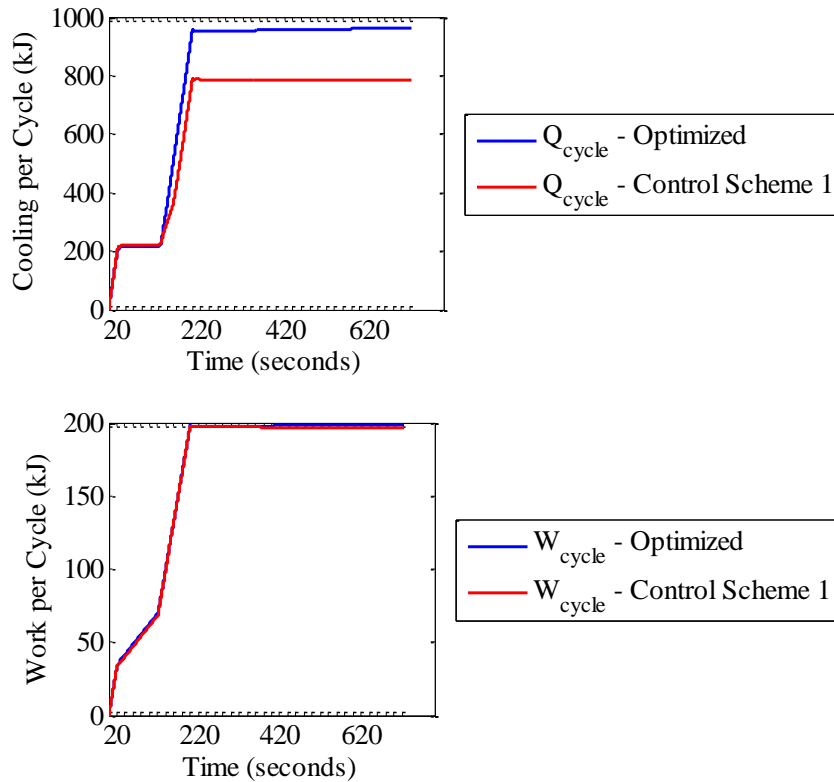 1000
800
600
400
200
0
Cooling per Cycle (kJ)
20 220 420 620
Time (seconds)
Q_cycle - Optimized
Q_cycle - Control Scheme 1
200
150
100
50
0
Work per Cycle (kJ)
20 220 420 620
Time (seconds)
W_cycle - Optimized
W_cycle - Control Scheme 1